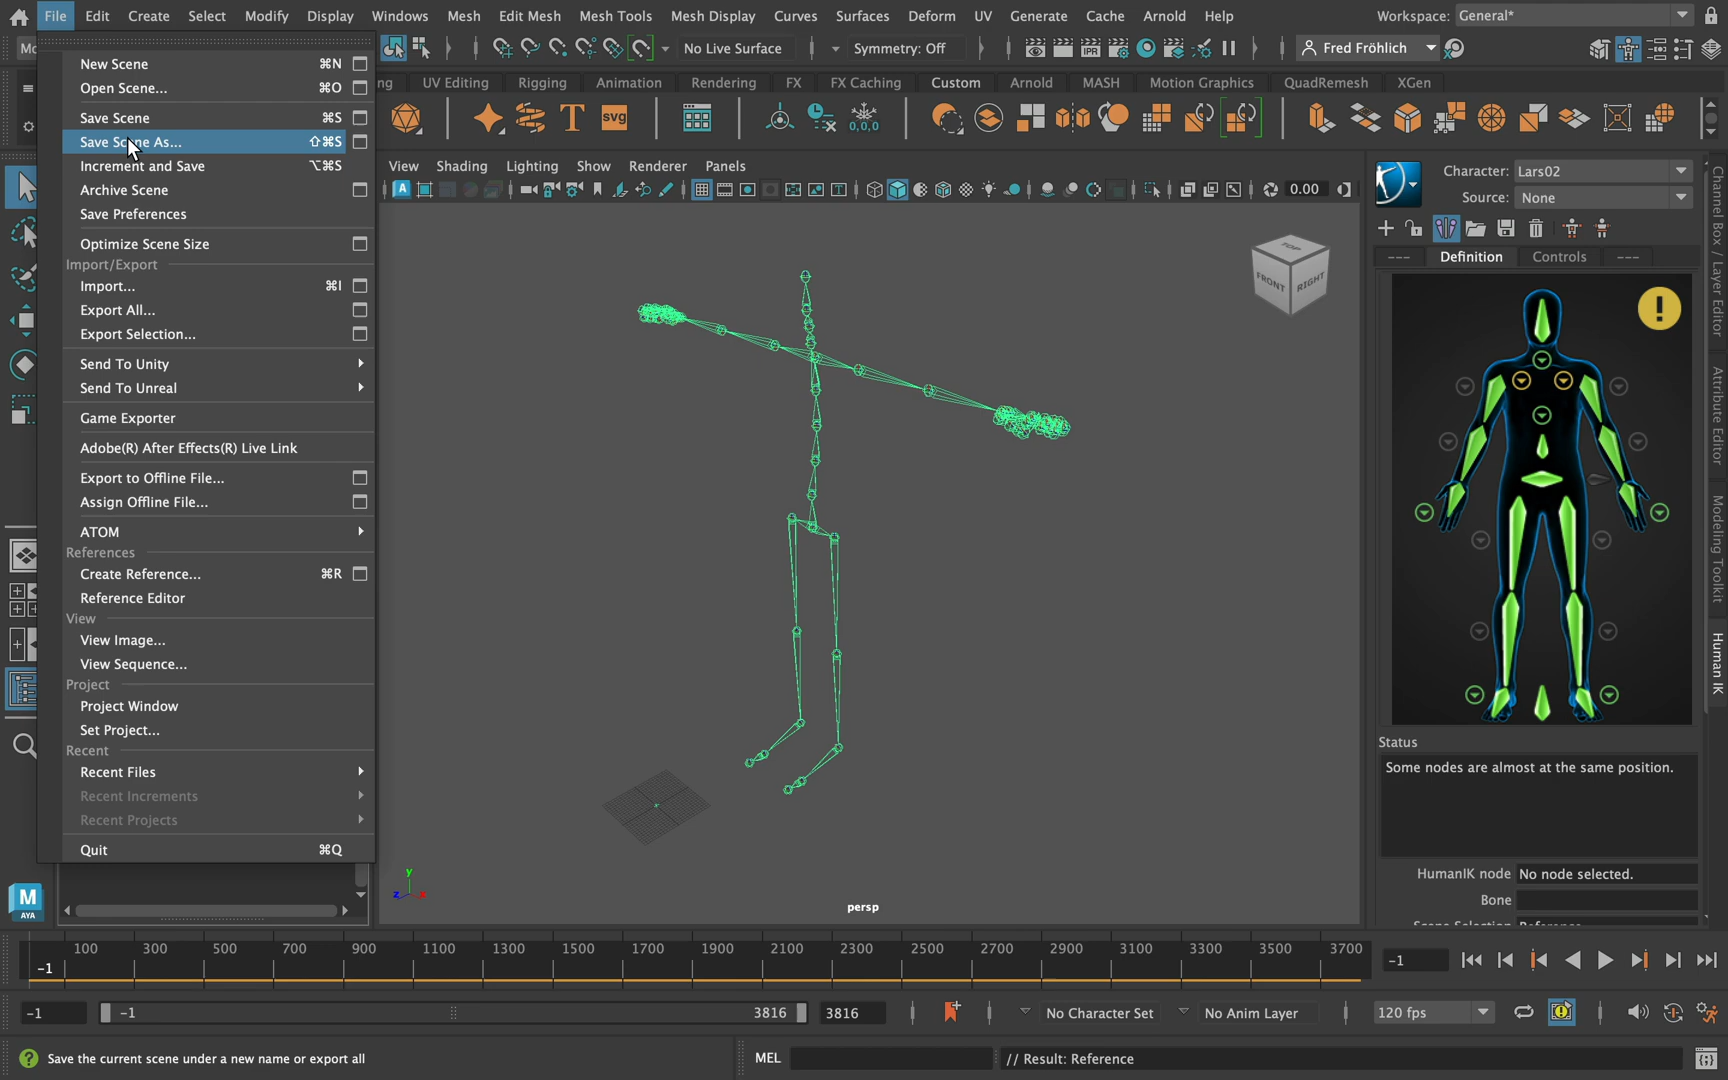 File Edit Create Select Modify Display Windows Mesh Edit Mesh Mesh Tools Mesh Display Curves Surfaces Deform UV Generate Cache Arnold Help Workspace: General*
No Live Surface Symmetry: Off Fred Fröhlich
UV Editing Rigging Animation Rendering FX FX Caching Custom Arnold MASH Motion Graphics QuadRemesh XGen
T svg 0,0,0
New Scene ⌘N
Open Scene... ⌘O
Save Scene ⌘S
Save Scene As... ⇧⌘S
Increment and Save ⌥⌘S
Archive Scene
Save Preferences
Optimize Scene Size
Import/Export
Import... ⌘I
Export All...
Export Selection...
Send To Unity
Send To Unreal
Game Exporter
Adobe(R) After Effects(R) Live Link
Export to Offline File...
Assign Offline File...
ATOM
References
Create Reference... ⌘R
Reference Editor
View
View Image...
View Sequence...
Project
Project Window
Set Project...
Recent
Recent Files
Recent Increments
Recent Projects
Quit ⌘Q
M
AYA
View Shading Lighting Show Renderer Panels
0.00
TOP
FRONT RIGHT
y
z x
persp
Character: Lars02
Source: None
--- Definition Controls ---
!
Status
Some nodes are almost at the same position.
HumanIK node No node selected.
Bone
Channel Box / Layer Editor
Attribute Editor
Modeling Toolkit
Human IK
100 300 500 700 900 1100 1300 1500 1700 1900 2100 2300 2500 2700 2900 3100 3300 3500 3700
-1 -1
-1 -1 3816 3816 No Character Set No Anim Layer 120 fps
? Save the current scene under a new name or export all MEL // Result: Reference